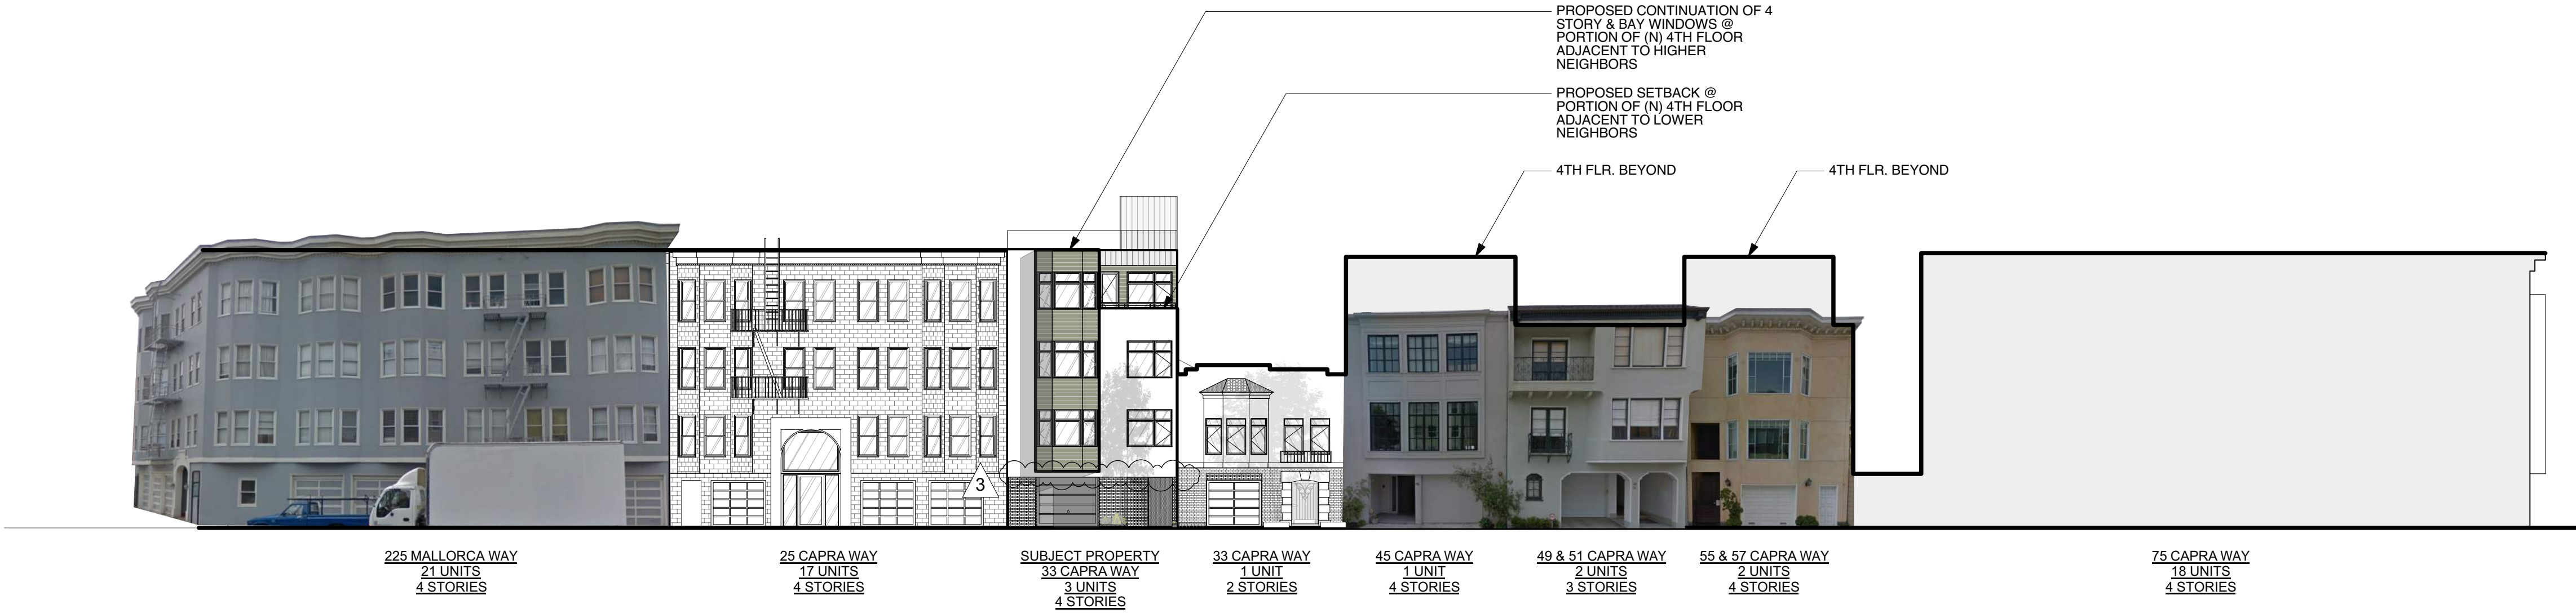 PROPOSED CONTINUATION OF 4
STORY & BAY WINDOWS @
PORTION OF (N) 4TH FLOOR
ADJACENT TO HIGHER
NEIGHBORS
PROPOSED SETBACK @
PORTION OF (N) 4TH FLOOR
ADJACENT TO LOWER
NEIGHBORS
4TH FLR. BEYOND
4TH FLR. BEYOND
3
225 MALLORCA WAY
21 UNITS
4 STORIES
25 CAPRA WAY
17 UNITS
4 STORIES
SUBJECT PROPERTY
33 CAPRA WAY
3 UNITS
4 STORIES
33 CAPRA WAY
1 UNIT
2 STORIES
45 CAPRA WAY
1 UNIT
4 STORIES
49 & 51 CAPRA WAY
2 UNITS
3 STORIES
55 & 57 CAPRA WAY
2 UNITS
4 STORIES
75 CAPRA WAY
18 UNITS
4 STORIES